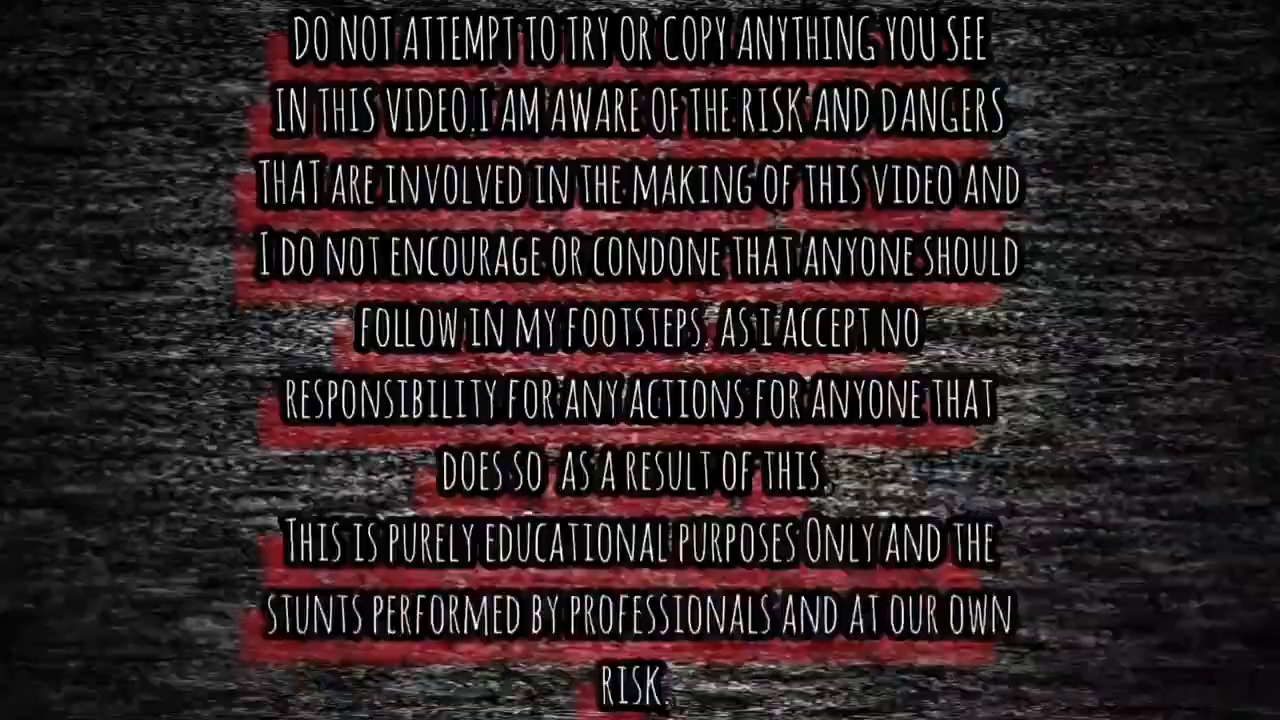 DO NOT ATTEMPT TO TRY OR COPY ANYTHING YOU SEE
IN THIS VIDEO,I AM AWARE OF THE RISK AND DANGERS
THAT ARE INVOLVED IN THE MAKING OF THIS VIDEO AND
I DO NOT ENCOURAGE OR CONDONE THAT ANYONE SHOULD
FOLLOW IN MY FOOTSTEPS, AS I ACCEPT NO
RESPONSIBILITY FOR ANY ACTIONS FOR ANYONE THAT
DOES SO AS A RESULT OF THIS.
THIS IS PURELY EDUCATIONAL PURPOSES ONLY AND THE
STUNTS PERFORMED BY PROFESSIONALS AND AT OUR OWN
RISK.